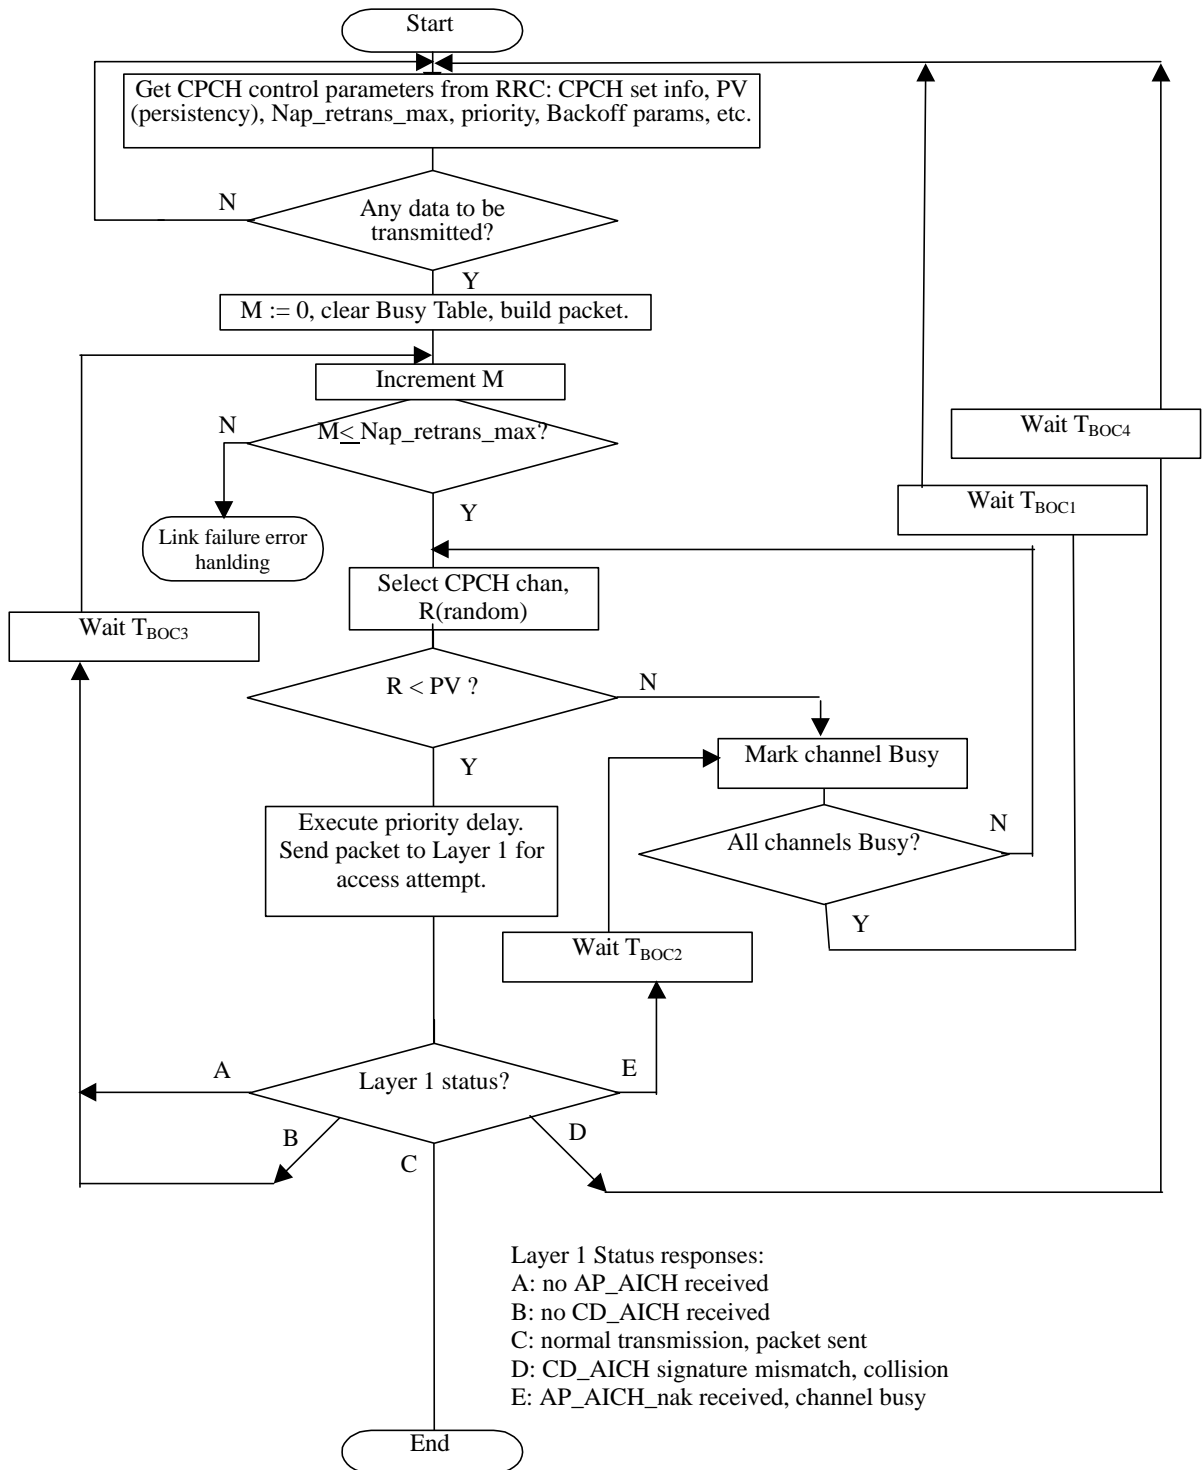 Start
Get CPCH control parameters from RRC: CPCH set info, PV
(persistency), Nap_retrans_max, priority, Backoff params, etc.
N
Any data to be
transmitted?
Y
M := 0, clear Busy Table, build packet.
Increment M
N
M≤ Nap_retrans_max?
Wait TBOC4
Y
Wait TBOC1
Link failure error
hanlding
Select CPCH chan,
R(random)
Wait TBOC3
R < PV ?
N
Y
Mark channel Busy
Execute priority delay.
Send packet to Layer 1 for
access attempt.
N
All channels Busy?
Y
Wait TBOC2
A
Layer 1 status?
E
B
D
C
Layer 1 Status responses:
A: no AP_AICH received
B: no CD_AICH received
C: normal transmission, packet sent
D: CD_AICH signature mismatch, collision
E: AP_AICH_nak received, channel busy
End